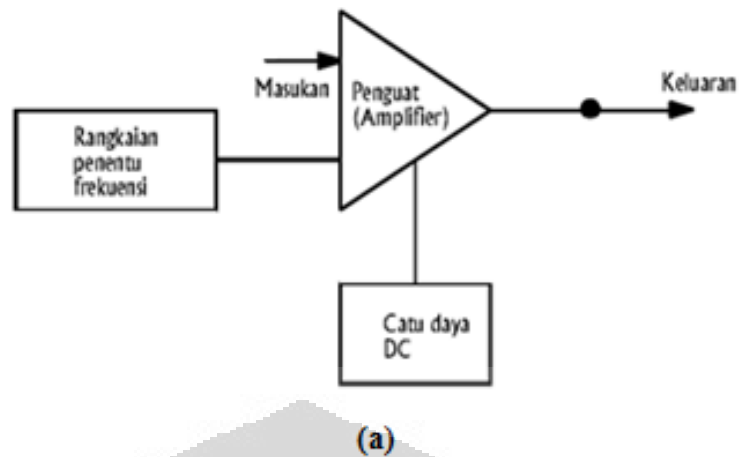 Masukan
Penguat
(Amplifier)
Keluaran
Rangkaian
penentu
frekuensi
Catu daya
DC
(a)